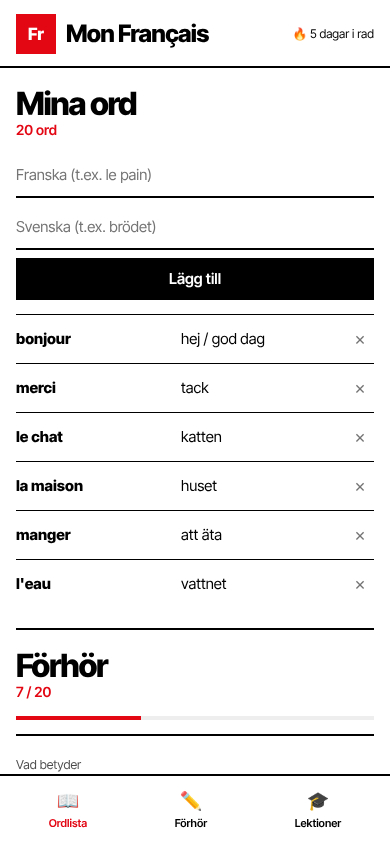 Fr Mon Français 🔥 5 dagar i rad
Mina ord
20 ord
Franska (t.ex. le pain)
Svenska (t.ex. brödet)
Lägg till
bonjour hej / god dag ×
merci tack ×
le chat katten ×
la maison huset ×
manger att äta ×
l'eau vattnet ×
Förhör
7 / 20
Vad betyder
Ordlista Förhör Lektioner